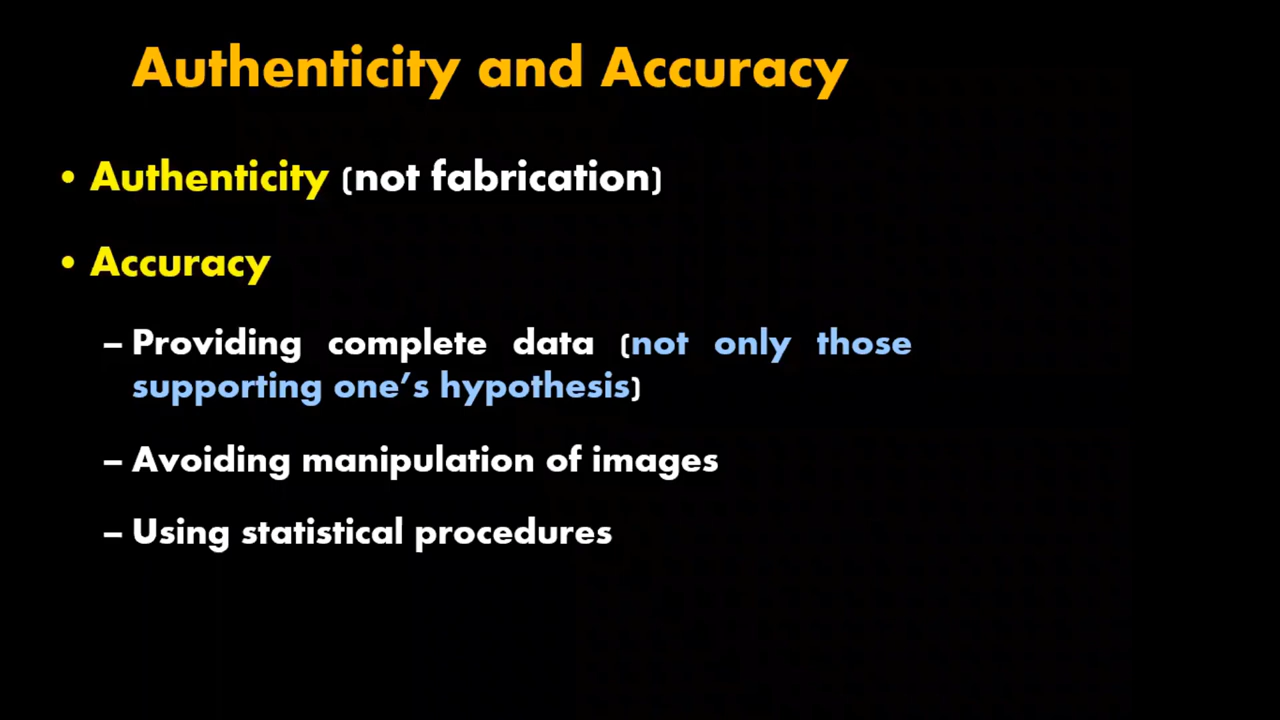 Authenticity and Accuracy
• Authenticity (not fabrication)
• Accuracy
– Providing complete data (not only those
supporting one’s hypothesis)
– Avoiding manipulation of images
– Using statistical procedures